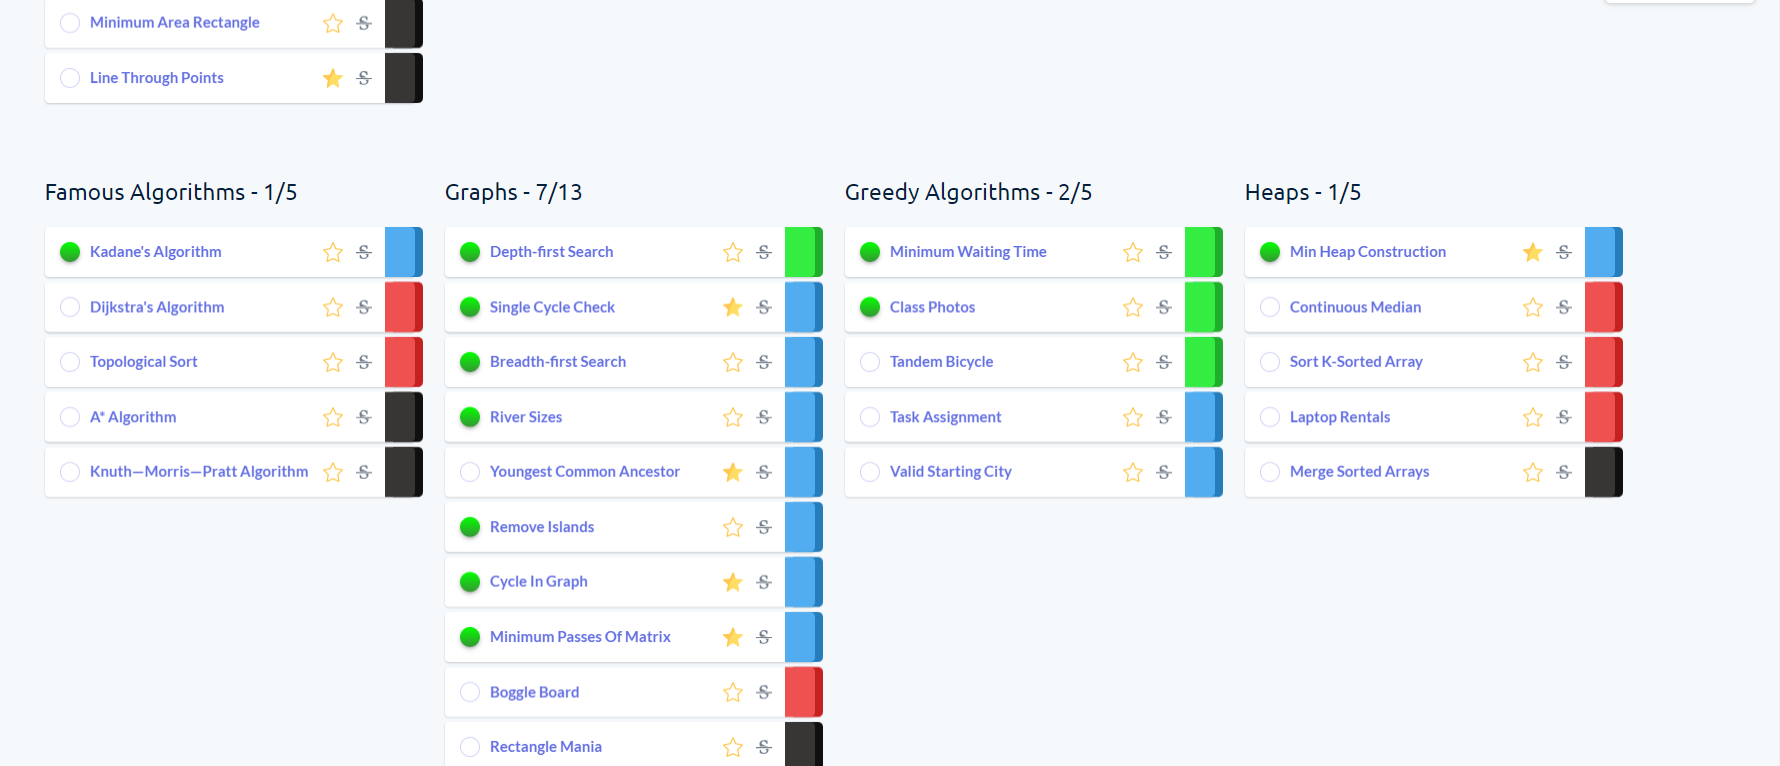 Minimum Area Rectangle
Line Through Points
Famous Algorithms - 1/5
Kadane's Algorithm
Dijkstra's Algorithm
Topological Sort
A* Algorithm
Knuth—Morris—Pratt Algorithm
Graphs - 7/13
Depth-first Search
Single Cycle Check
Breadth-first Search
River Sizes
Youngest Common Ancestor
Remove Islands
Cycle In Graph
Minimum Passes Of Matrix
Boggle Board
Rectangle Mania
Greedy Algorithms - 2/5
Minimum Waiting Time
Class Photos
Tandem Bicycle
Task Assignment
Valid Starting City
Heaps - 1/5
Min Heap Construction
Continuous Median
Sort K-Sorted Array
Laptop Rentals
Merge Sorted Arrays